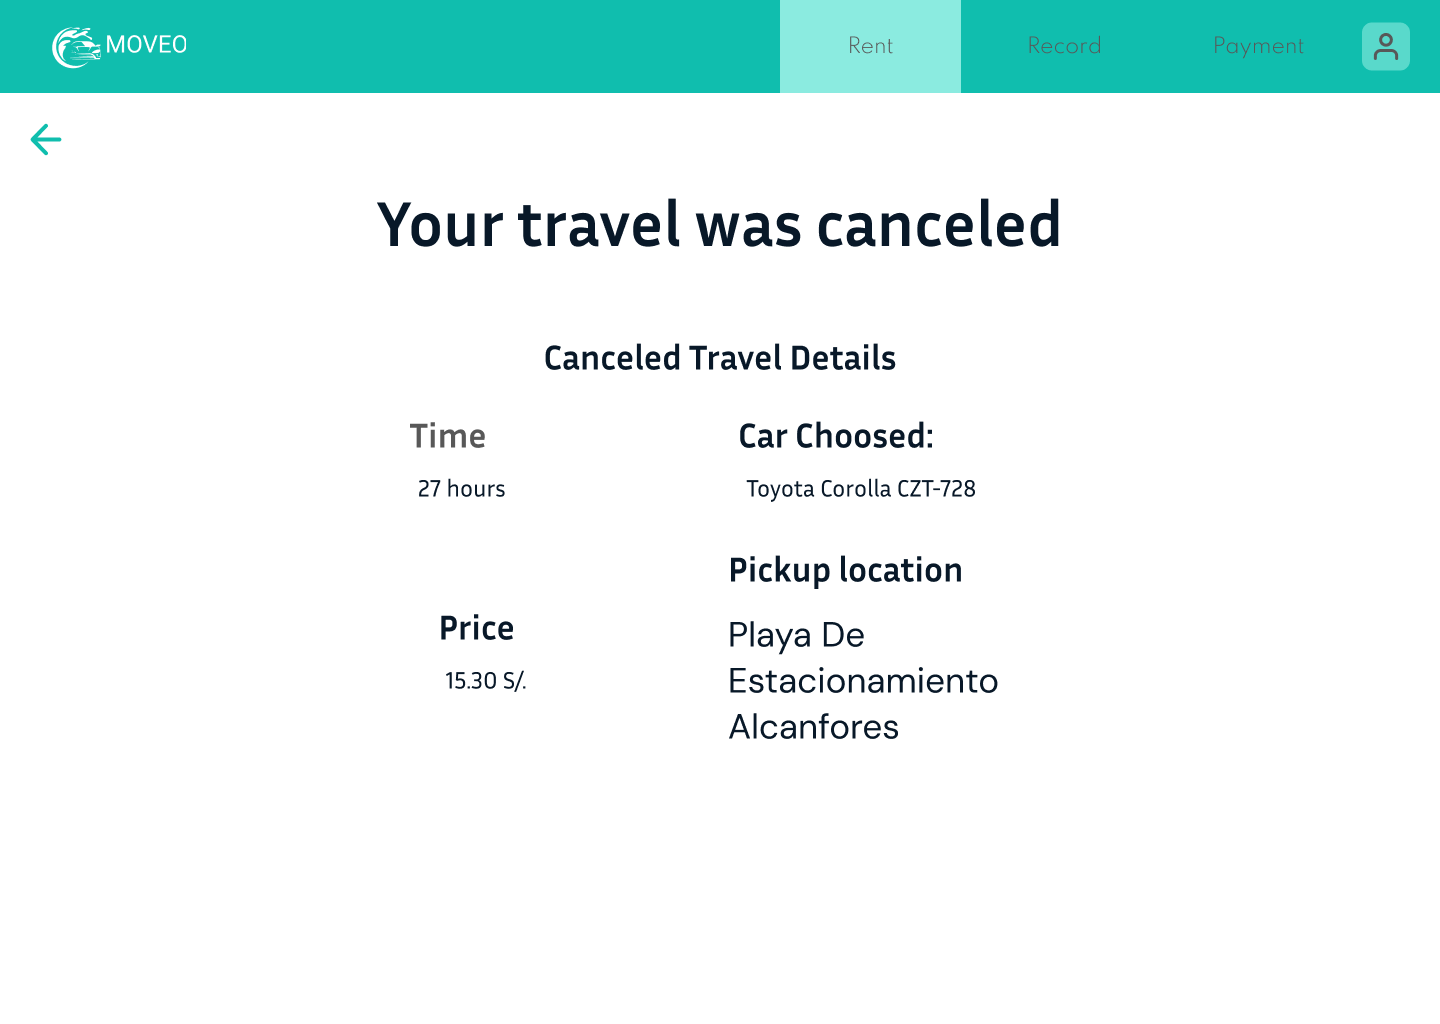 MOVEO
Rent
Record
Payment
Your travel was canceled
Canceled Travel Details
Time
27 hours
Car Choosed:
Toyota Corolla CZT-728
Price
15.30 S/.
Pickup location
Playa De
Estacionamiento
Alcanfores